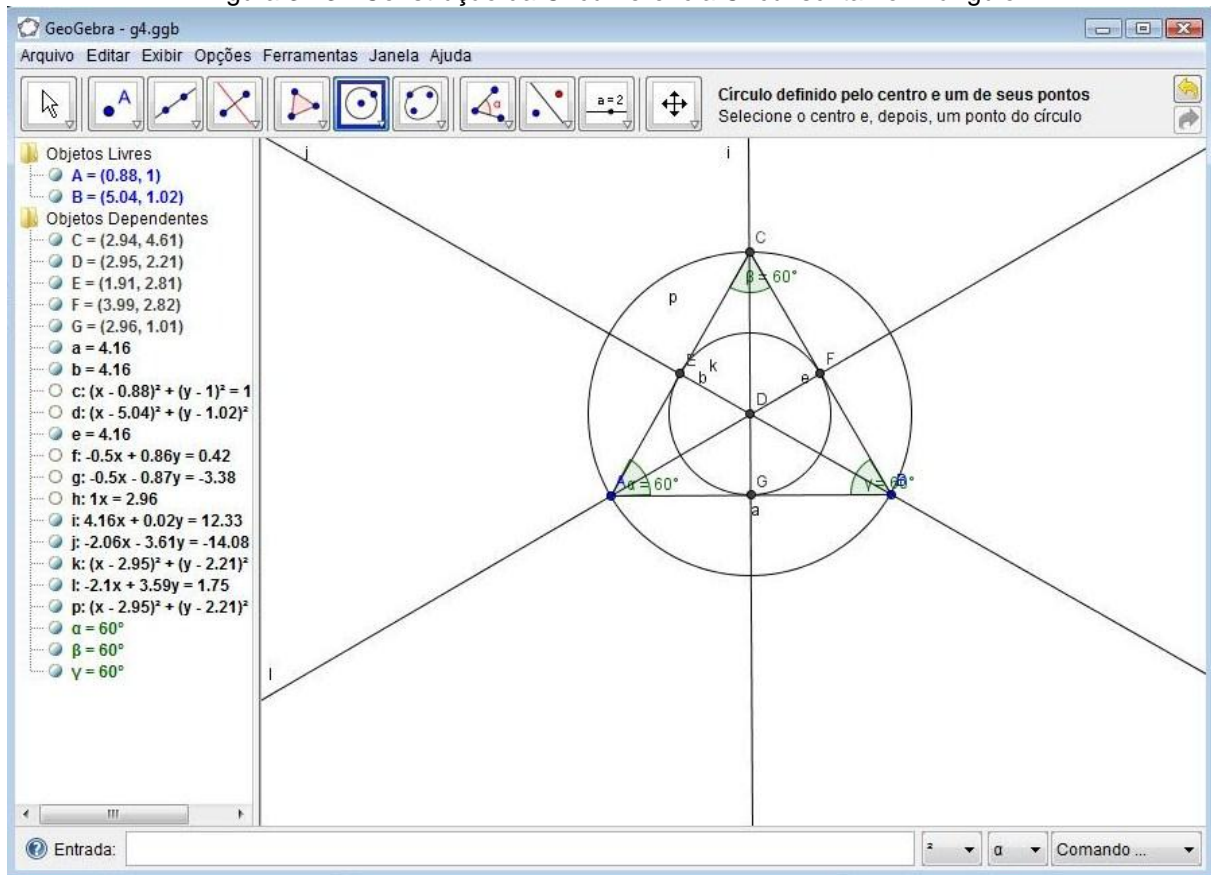 GeoGebra - g4.ggb
Arquivo Editar Exibir Opções Ferramentas Janela Ajuda
A
α
a=2
Círculo definido pelo centro e um de seus pontos
Selecione o centro e, depois, um ponto do círculo
Objetos Livres
A = (0.88, 1)
B = (5.04, 1.02)
Objetos Dependentes
C = (2.94, 4.61)
D = (2.95, 2.21)
E = (1.91, 2.81)
F = (3.99, 2.82)
G = (2.96, 1.01)
a = 4.16
b = 4.16
c: (x - 0.88)² + (y - 1)² = 1
d: (x - 5.04)² + (y - 1.02)²
e = 4.16
f: -0.5x + 0.86y = 0.42
g: -0.5x - 0.87y = -3.38
h: 1x = 2.96
i: 4.16x + 0.02y = 12.33
j: -2.06x - 3.61y = -14.08
k: (x - 2.95)² + (y - 2.21)²
l: -2.1x + 3.59y = 1.75
p: (x - 2.95)² + (y - 2.21)²
α = 60°
β = 60°
γ = 60°
j
i
C
β = 60°
p
E
k
b
F
e
D
A
α = 60°
G
γ = 60°
B
a
l
Entrada:
²
α
Comando ...